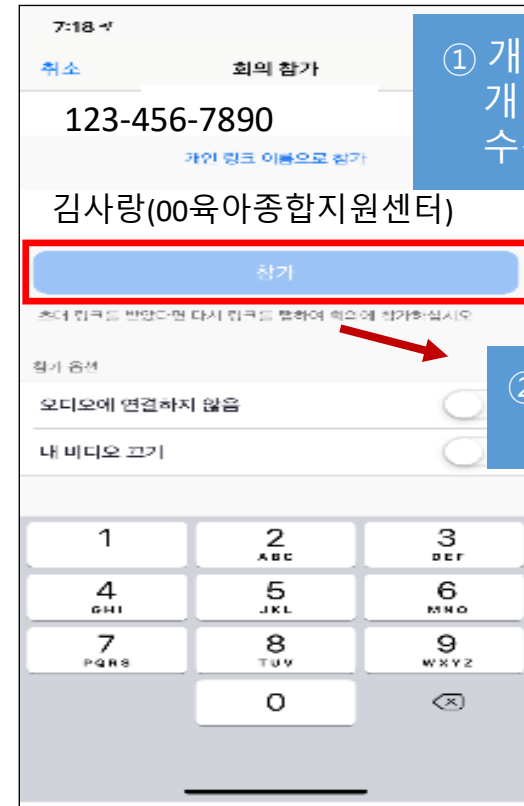 7:18
취소
회의 참가
① 개
개
수
123-456-7890
개인 링크 이름으로 참가
김사랑(00육아종합지원센터)
참가
초대 링크를 받았다면 다시 링크를 탭하여 회의에 참가하십시오
참가 옵션
②
오디오에 연결하지 않음
내 비디오 끄기
1
2
ABC
3
DEF
4
GHI
5
JKL
6
MNO
7
PQRS
8
TUV
9
WXYZ
0